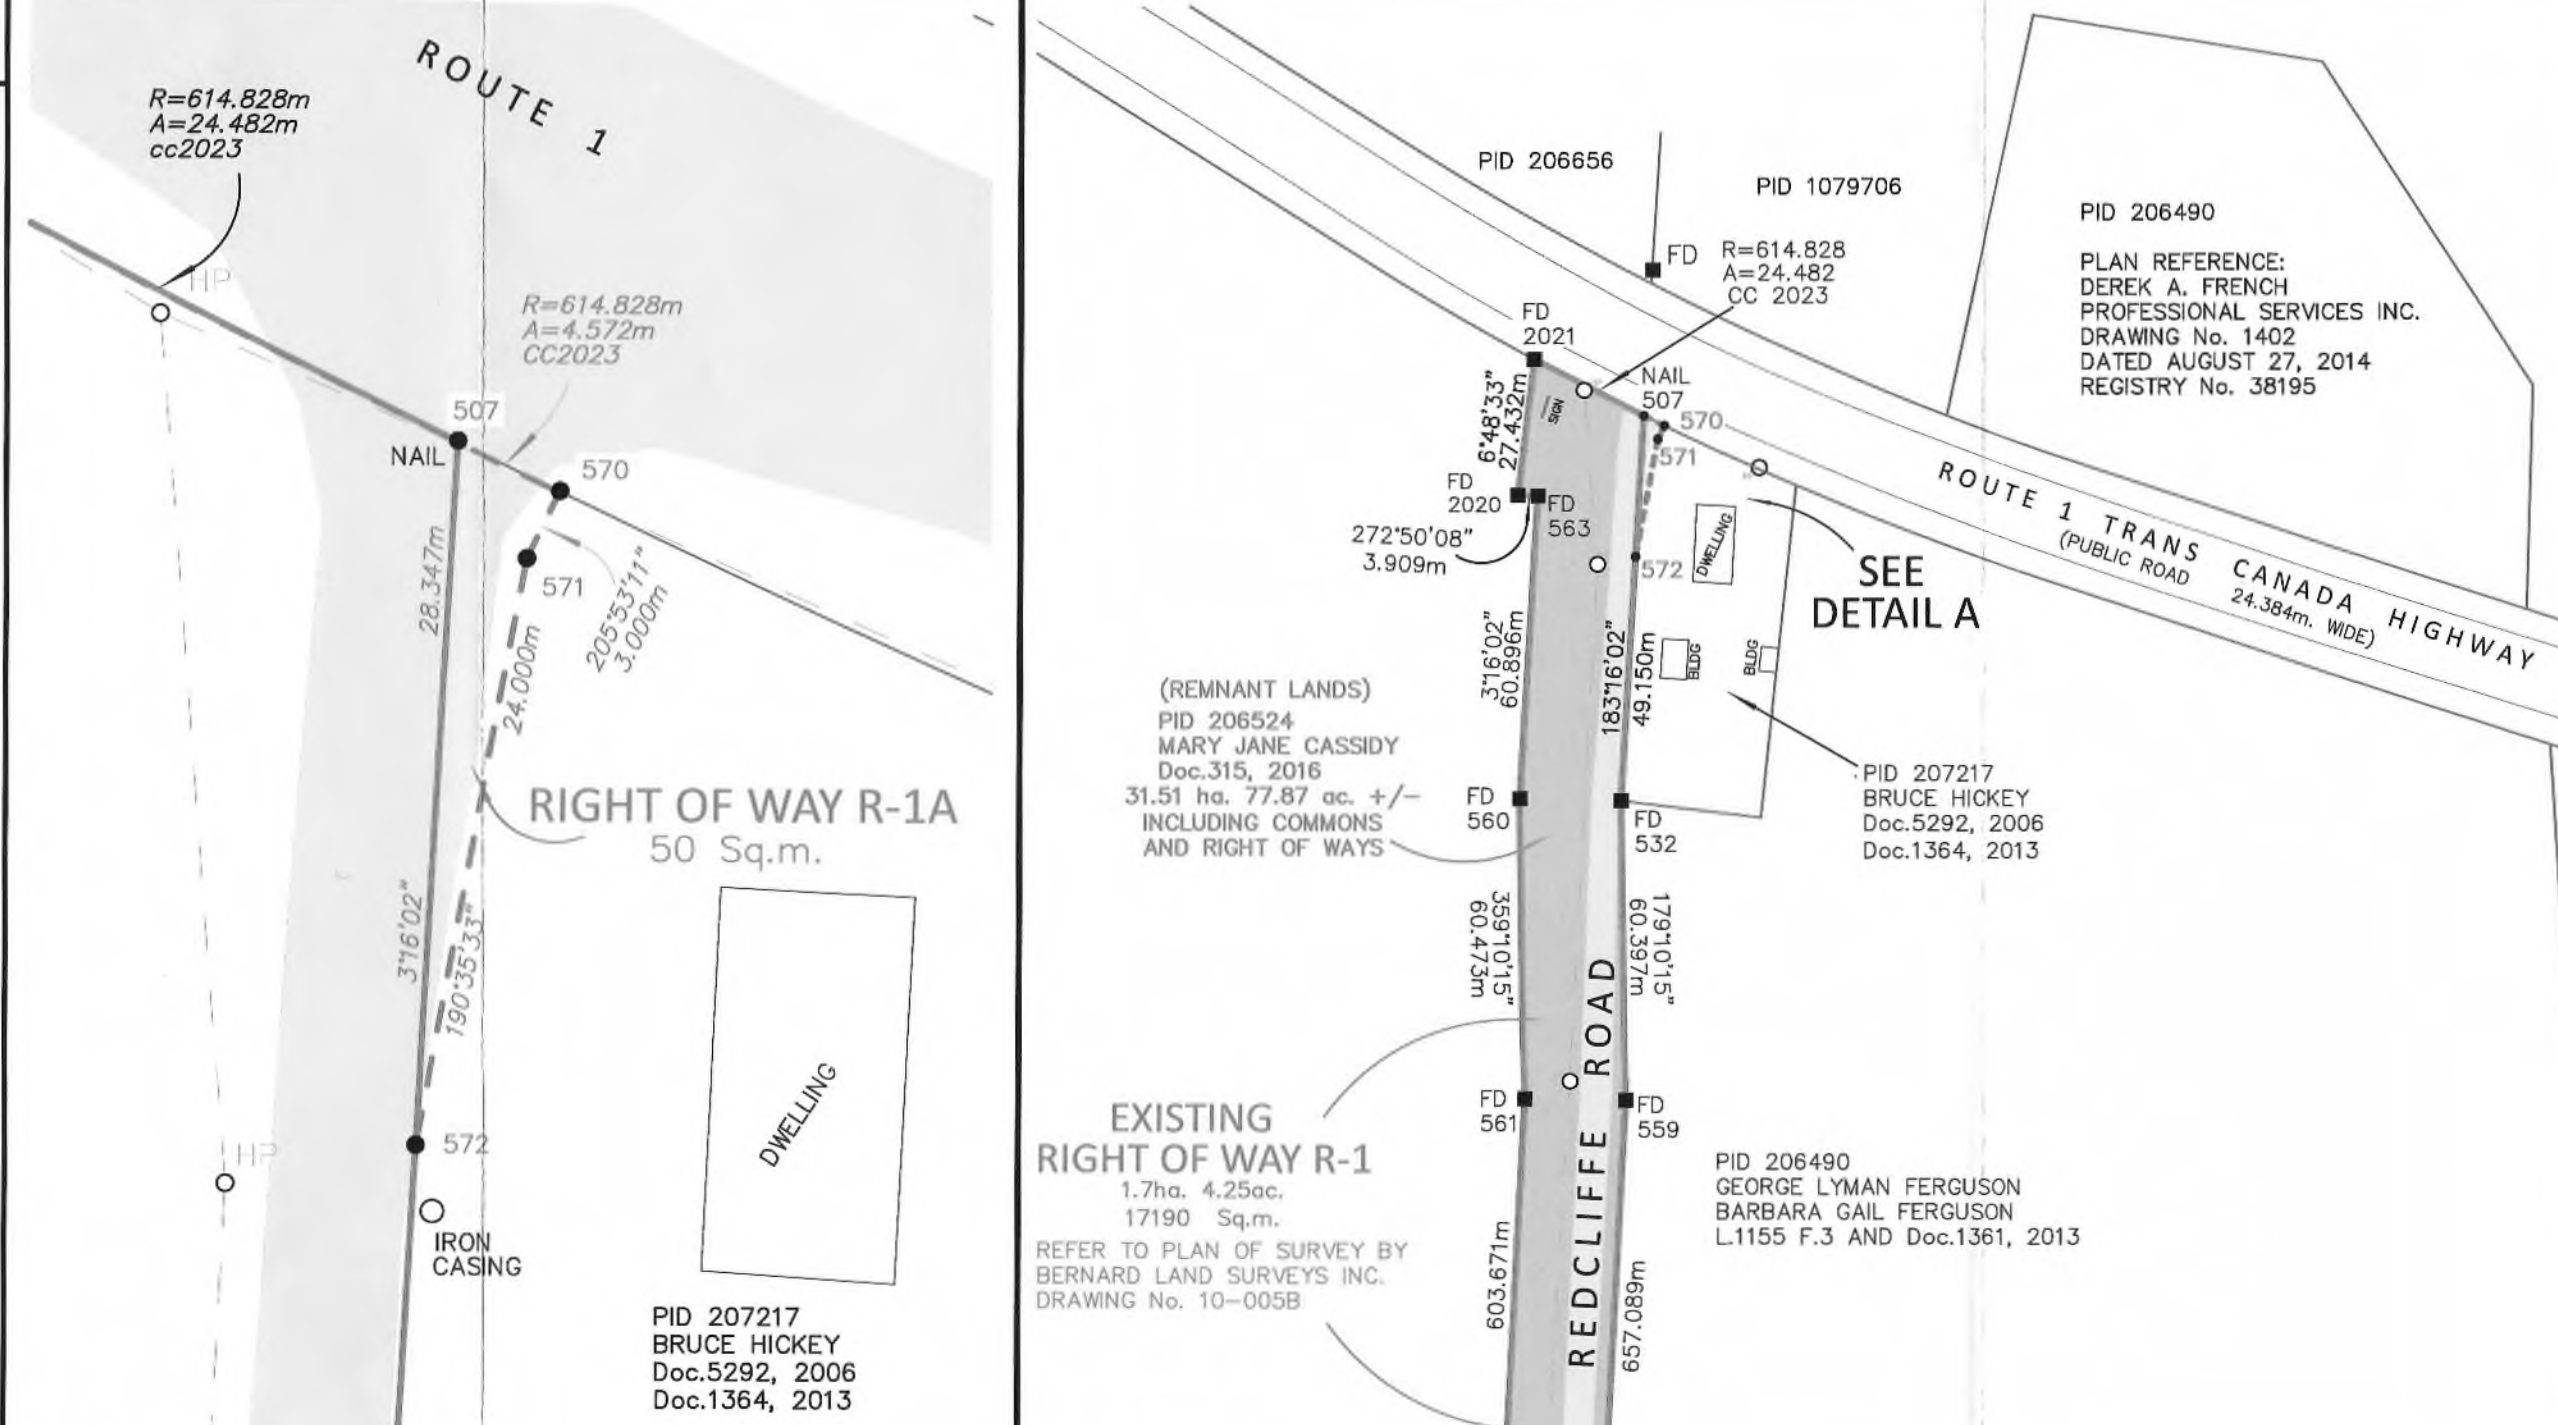 ROUTE 1
R=614.828m
A=24.482m
cc2023
HP
R=614.828m
A=4.572m
CC2023
507
NAIL
570
571
28.347m
24.000m
205°53'11"
3.000m
RIGHT OF WAY R-1A
50 Sq.m.
3°16'02"
190°35'33"
DWELLING
572
HP
IRON
CASING
PID 207217
BRUCE HICKEY
Doc.5292, 2006
Doc.1364, 2013
PID 206656
PID 1079706
PID 206490
PLAN REFERENCE:
DEREK A. FRENCH
PROFESSIONAL SERVICES INC.
DRAWING No. 1402
DATED AUGUST 27, 2014
REGISTRY No. 38195
FD
R=614.828
A=24.482
CC 2023
FD
2021
NAIL
507
570
571
SIGN
6°48'33"
27.432m
FD
2020
FD
563
272°50'08"
3.909m
572
DWELLING
SEE
DETAIL A
ROUTE 1 TRANS CANADA HIGHWAY
(PUBLIC ROAD 24.384m. WIDE)
3°16'02"
60.896m
183°16'02"
49.150m
BLDG
BLDG
(REMNANT LANDS)
PID 206524
MARY JANE CASSIDY
Doc.315, 2016
31.51 ha. 77.87 ac. +/-
INCLUDING COMMONS
AND RIGHT OF WAYS
FD
560
FD
532
PID 207217
BRUCE HICKEY
Doc.5292, 2006
Doc.1364, 2013
359°10'15"
60.473m
179°10'15"
60.397m
REDCLIFFE ROAD
FD
561
FD
559
EXISTING
RIGHT OF WAY R-1
1.7ha. 4.25ac.
17190 Sq.m.
REFER TO PLAN OF SURVEY BY
BERNARD LAND SURVEYS INC.
DRAWING No. 10-005B
603.671m
657.089m
PID 206490
GEORGE LYMAN FERGUSON
BARBARA GAIL FERGUSON
L.1155 F.3 AND Doc.1361, 2013